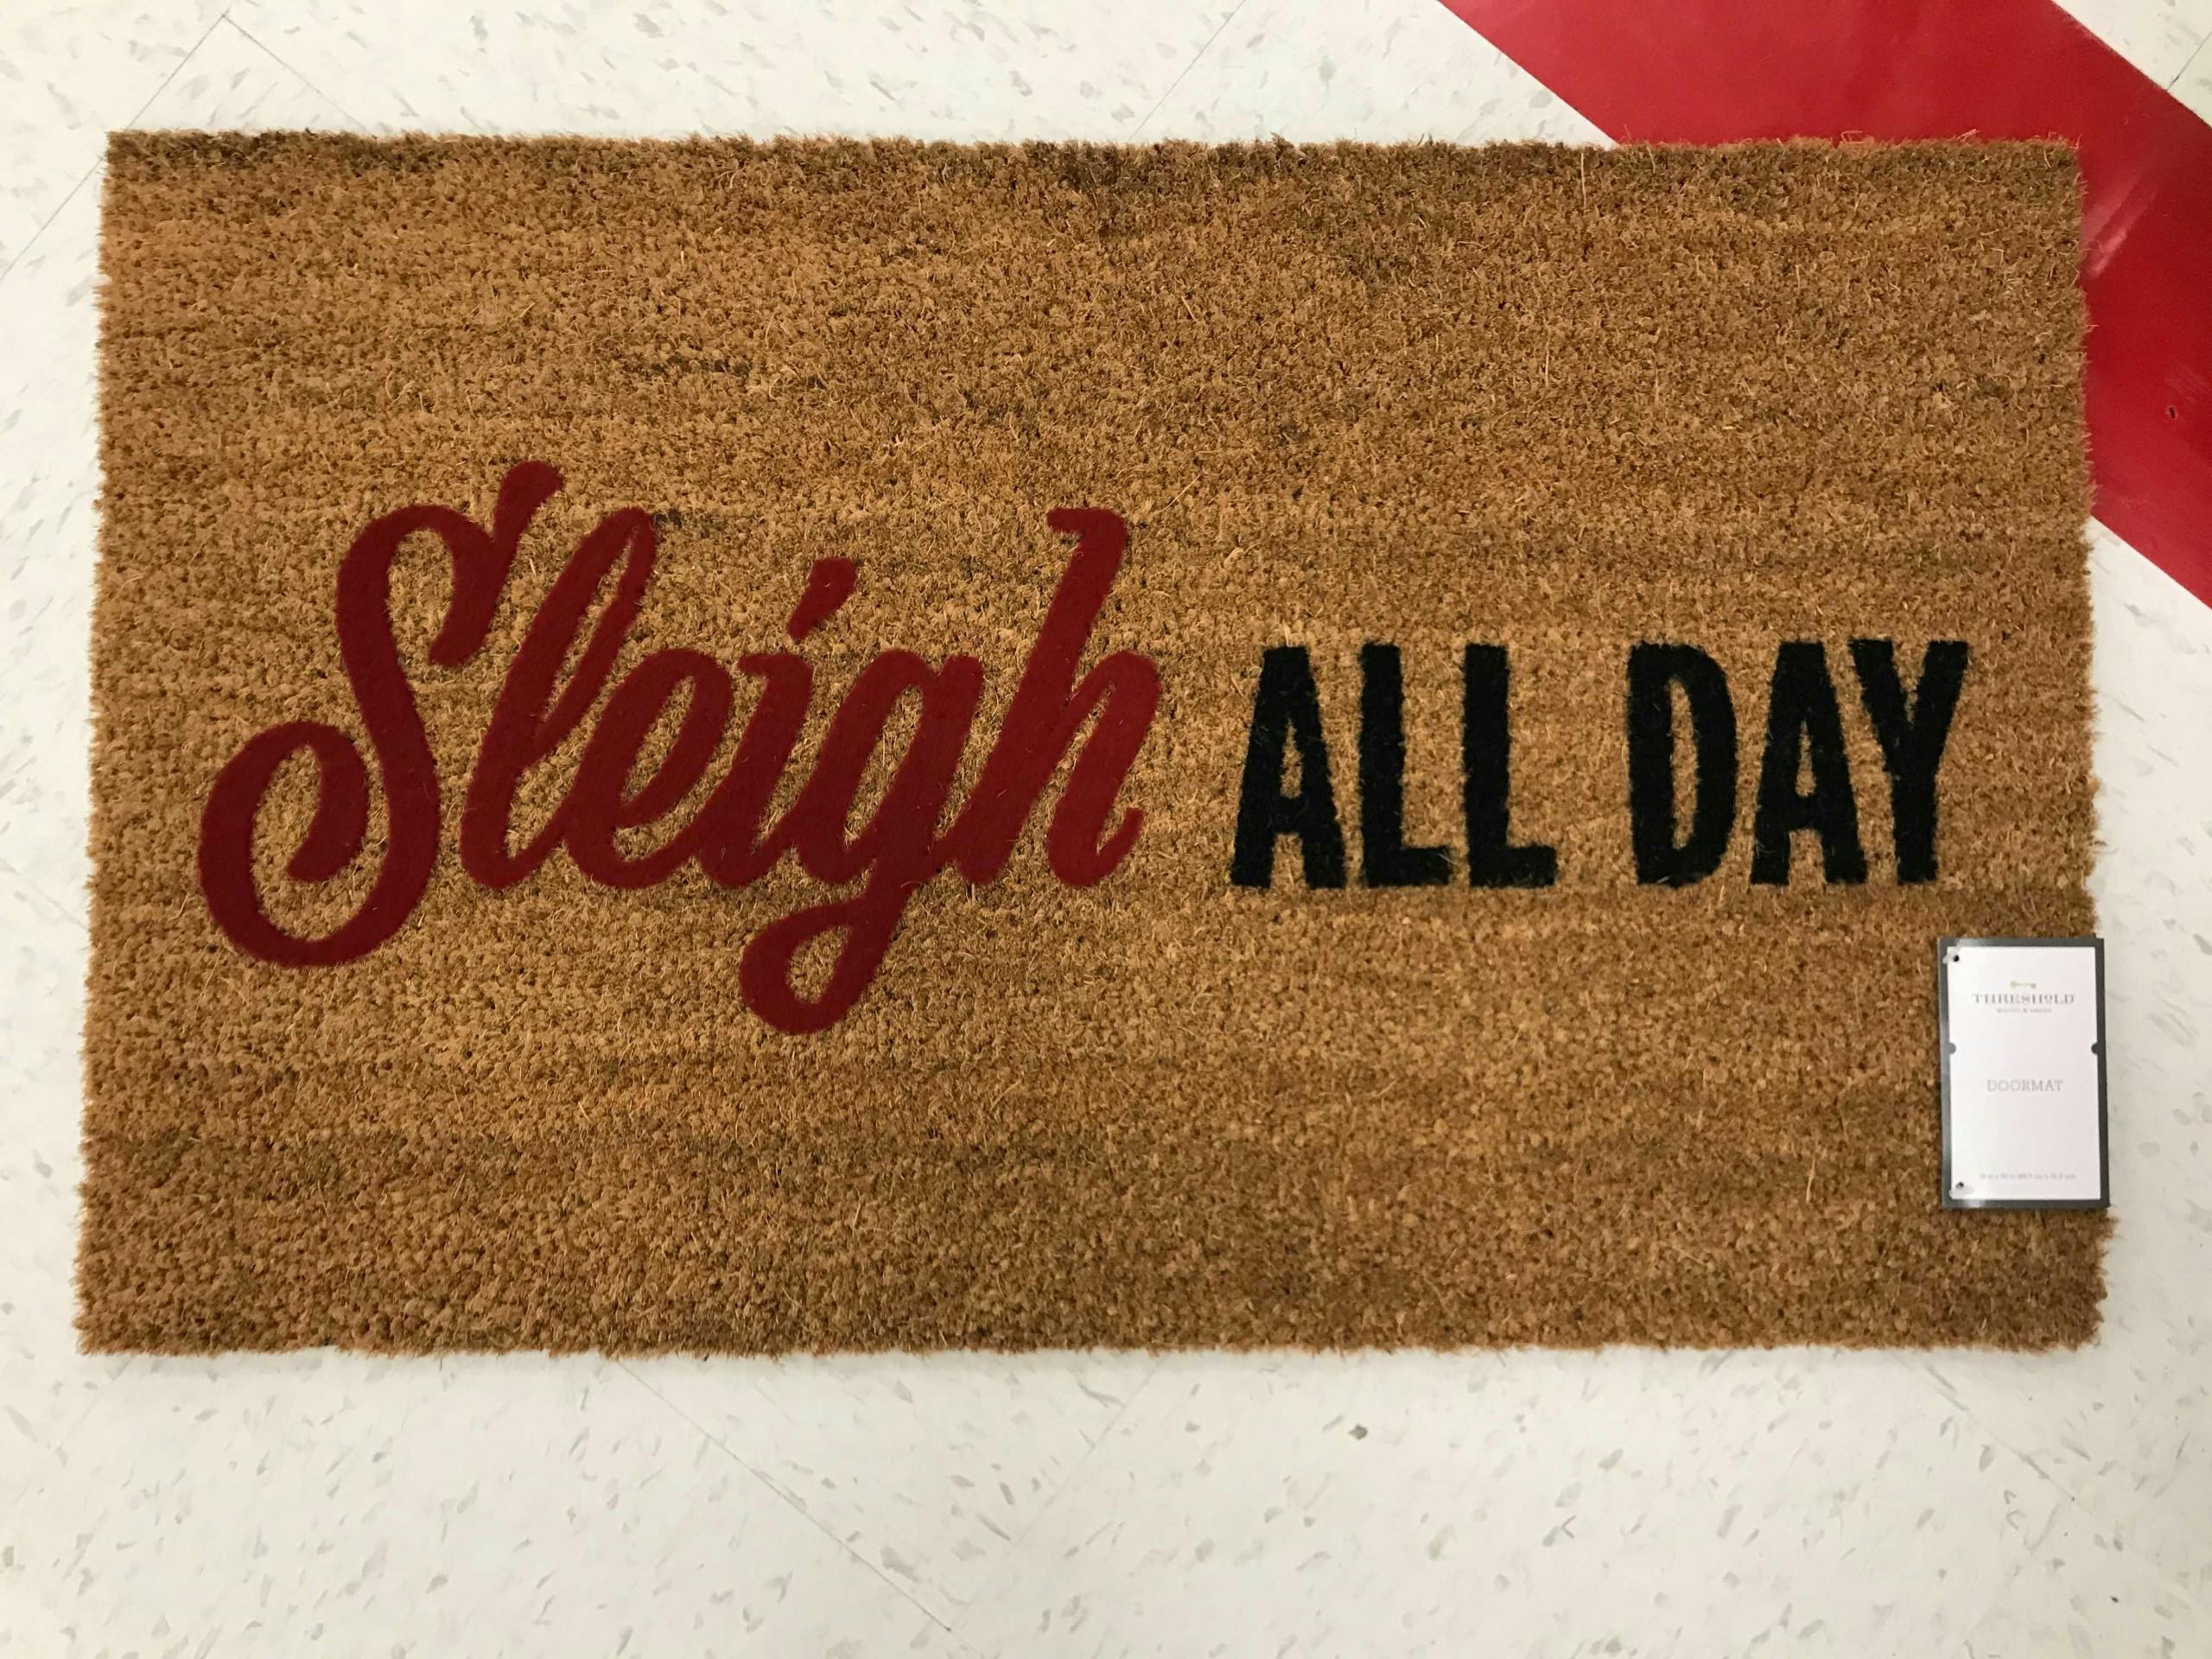 Sleigh ALL DAY
THRESHOLD
DOORMAT